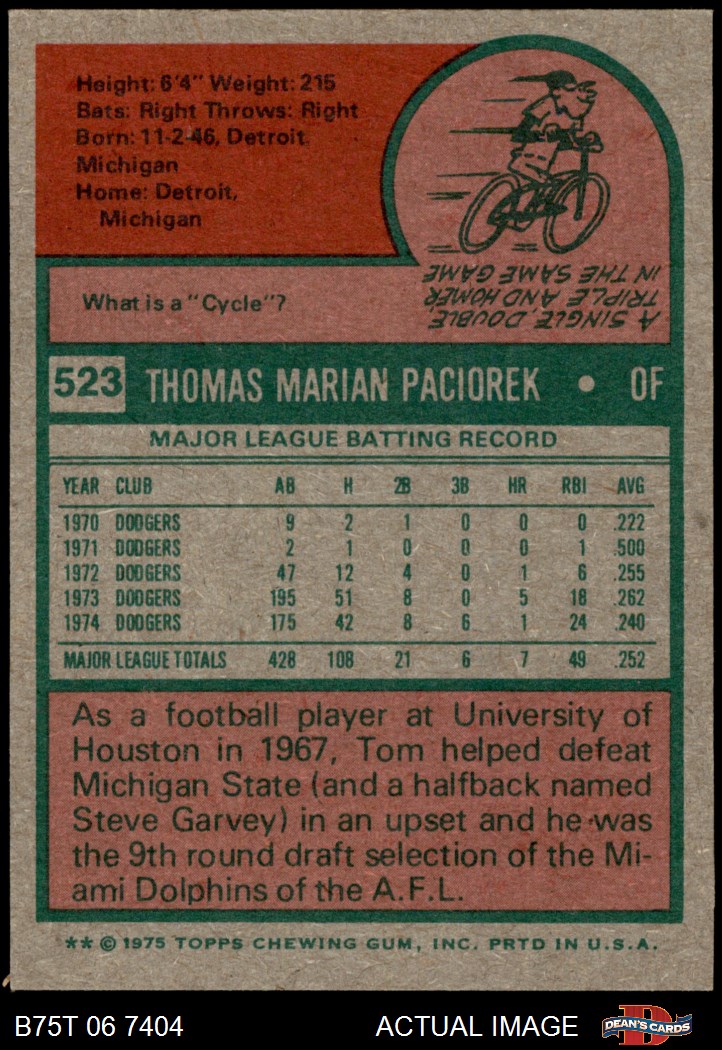 Height: 6'4" Weight: 215
Bats: Right Throws: Right
Born: 11-2-46, Detroit
Michigan
Home: Detroit,
Michigan
What is a "Cycle"?
A SINGLE, DOUBLE,
TRIPLE AND HOMER
IN THE SAME GAME
523 THOMAS MARIAN PACIOREK • OF
MAJOR LEAGUE BATTING RECORD
YEAR CLUB AB H 2B 3B HR RBI AVG
1970 DODGERS 9 2 1 0 0 0 .222
1971 DODGERS 2 1 0 0 0 1 .500
1972 DODGERS 47 12 4 0 1 6 .255
1973 DODGERS 195 51 8 0 5 18 .262
1974 DODGERS 175 42 8 6 1 24 .240
MAJOR LEAGUE TOTALS 428 108 21 6 7 49 .252
As a football player at University of
Houston in 1967, Tom helped defeat
Michigan State (and a halfback named
Steve Garvey) in an upset and he was
the 9th round draft selection of the Mi-
ami Dolphins of the A.F.L.
** © 1975 TOPPS CHEWING GUM, INC. PRTD IN U.S.A.
B75T 06 7404 ACTUAL IMAGE D DEAN'S CARDS